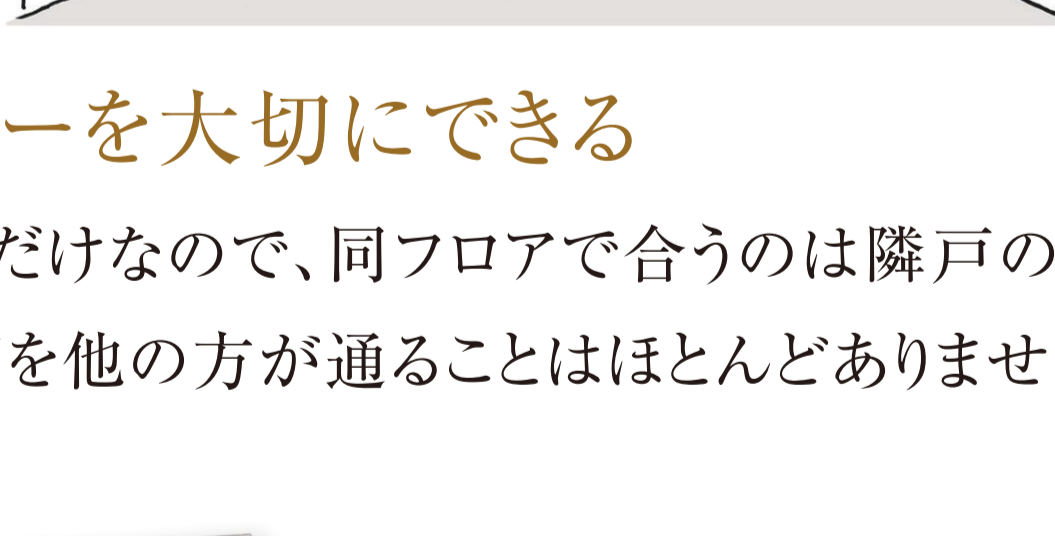 ーを大切にできる
だけなので、同フロアで合うのは隣戸の
を他の方が通ることはほとんどありませ